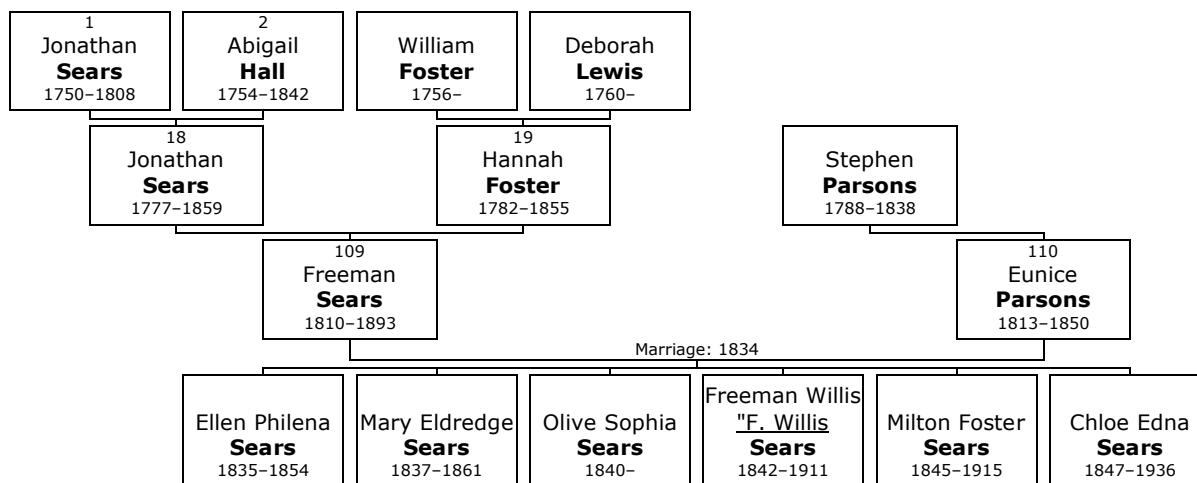 1
Jonathan
Sears
1750–1808
2
Abigail
Hall
1754–1842
William
Foster
1756–
Deborah
Lewis
1760–
18
Jonathan
Sears
1777–1859
19
Hannah
Foster
1782–1855
Stephen
Parsons
1788–1838
109
Freeman
Sears
1810–1893
110
Eunice
Parsons
1813–1850
Marriage: 1834
Ellen Philena
Sears
1835–1854
Mary Eldredge
Sears
1837–1861
Olive Sophia
Sears
1840–
Freeman Willis
"F. Willis
Sears
1842–1911
Milton Foster
Sears
1845–1915
Chloe Edna
Sears
1847–1936